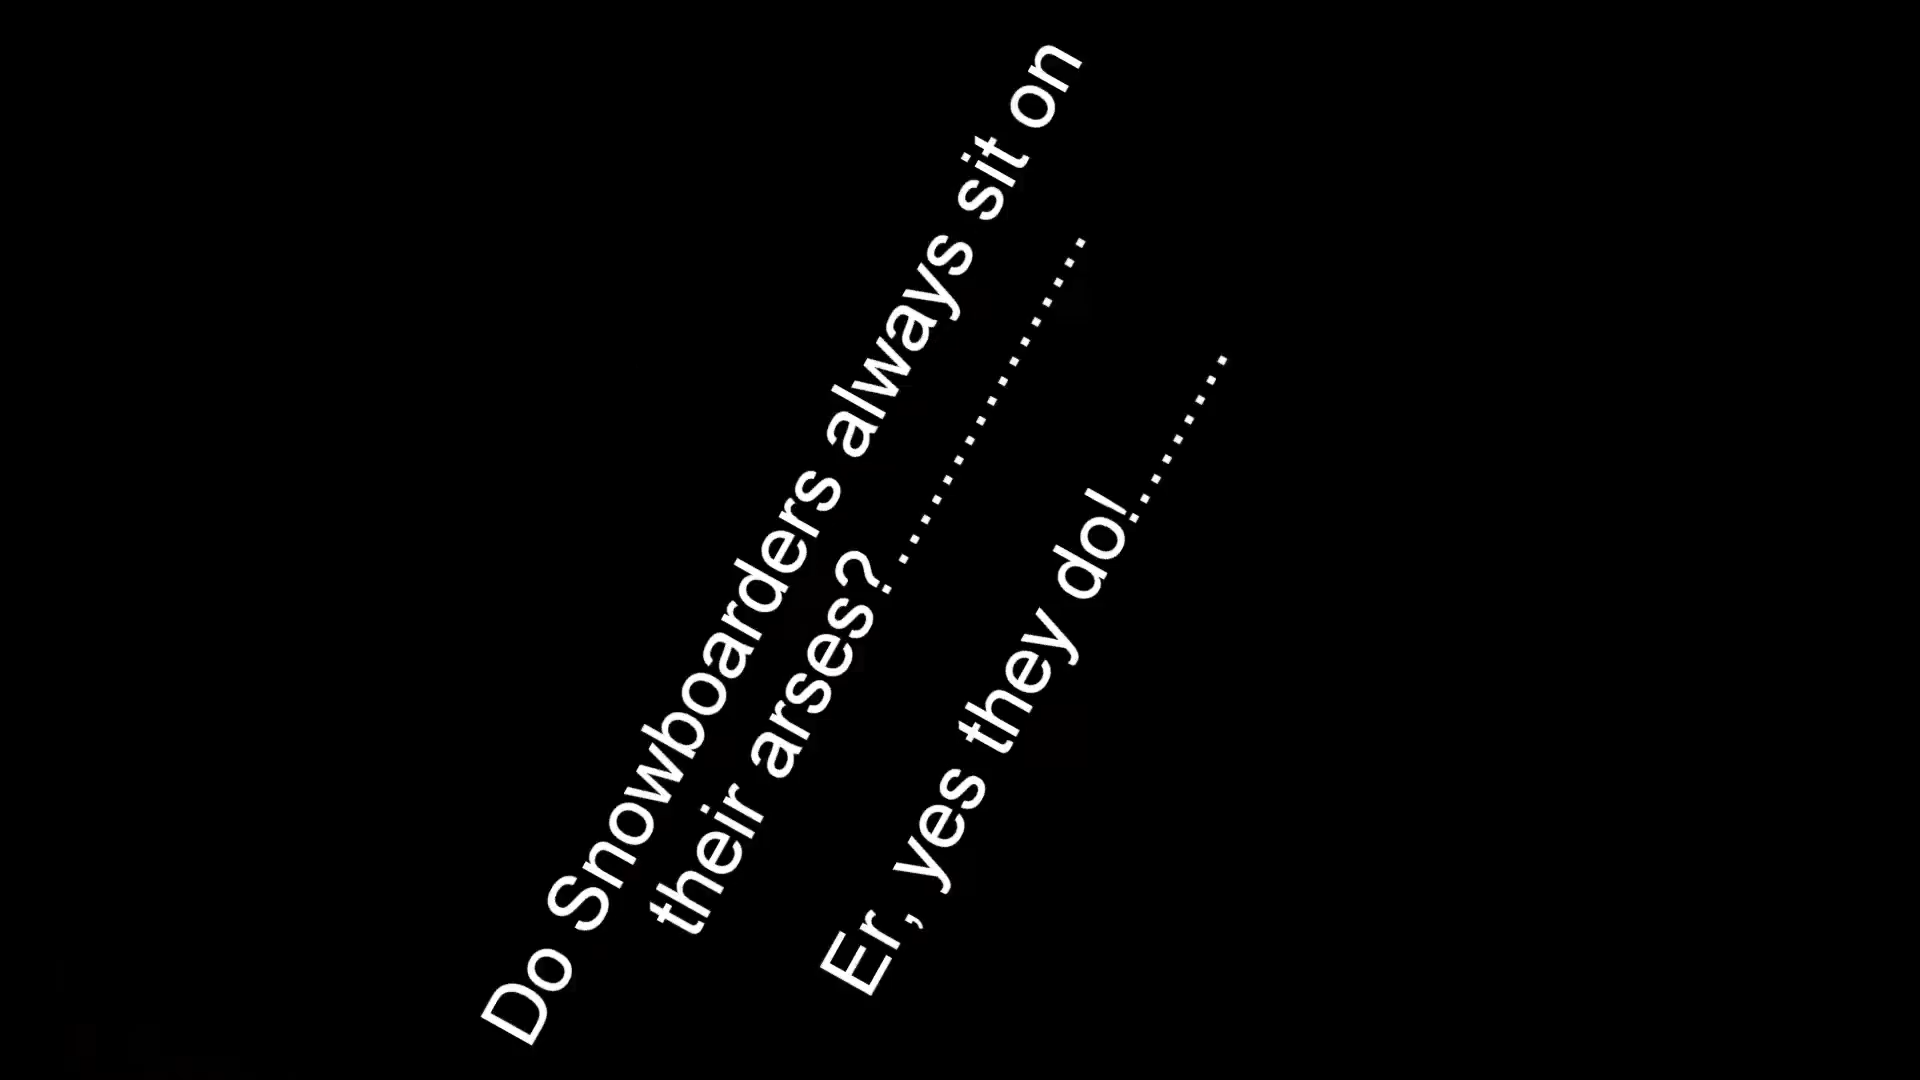 Do Snowboarders always sit on
their arses?.................
Er, yes they do!........